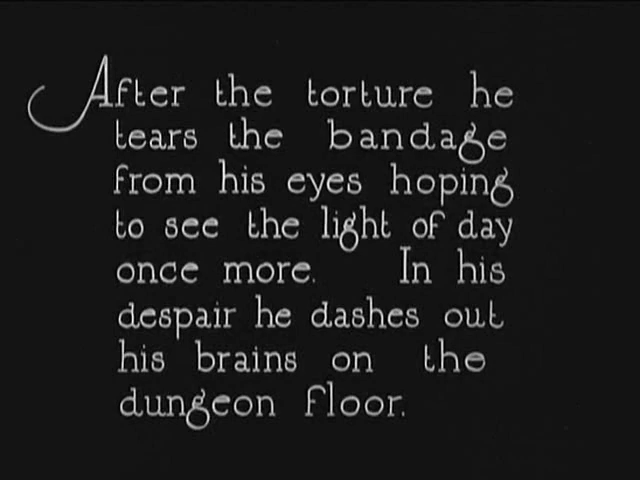 After the torture he
tears the bandage
from his eyes hoping
to see the light of day
once more. In his
despair he dashes out
his brains on the
dungeon floor.